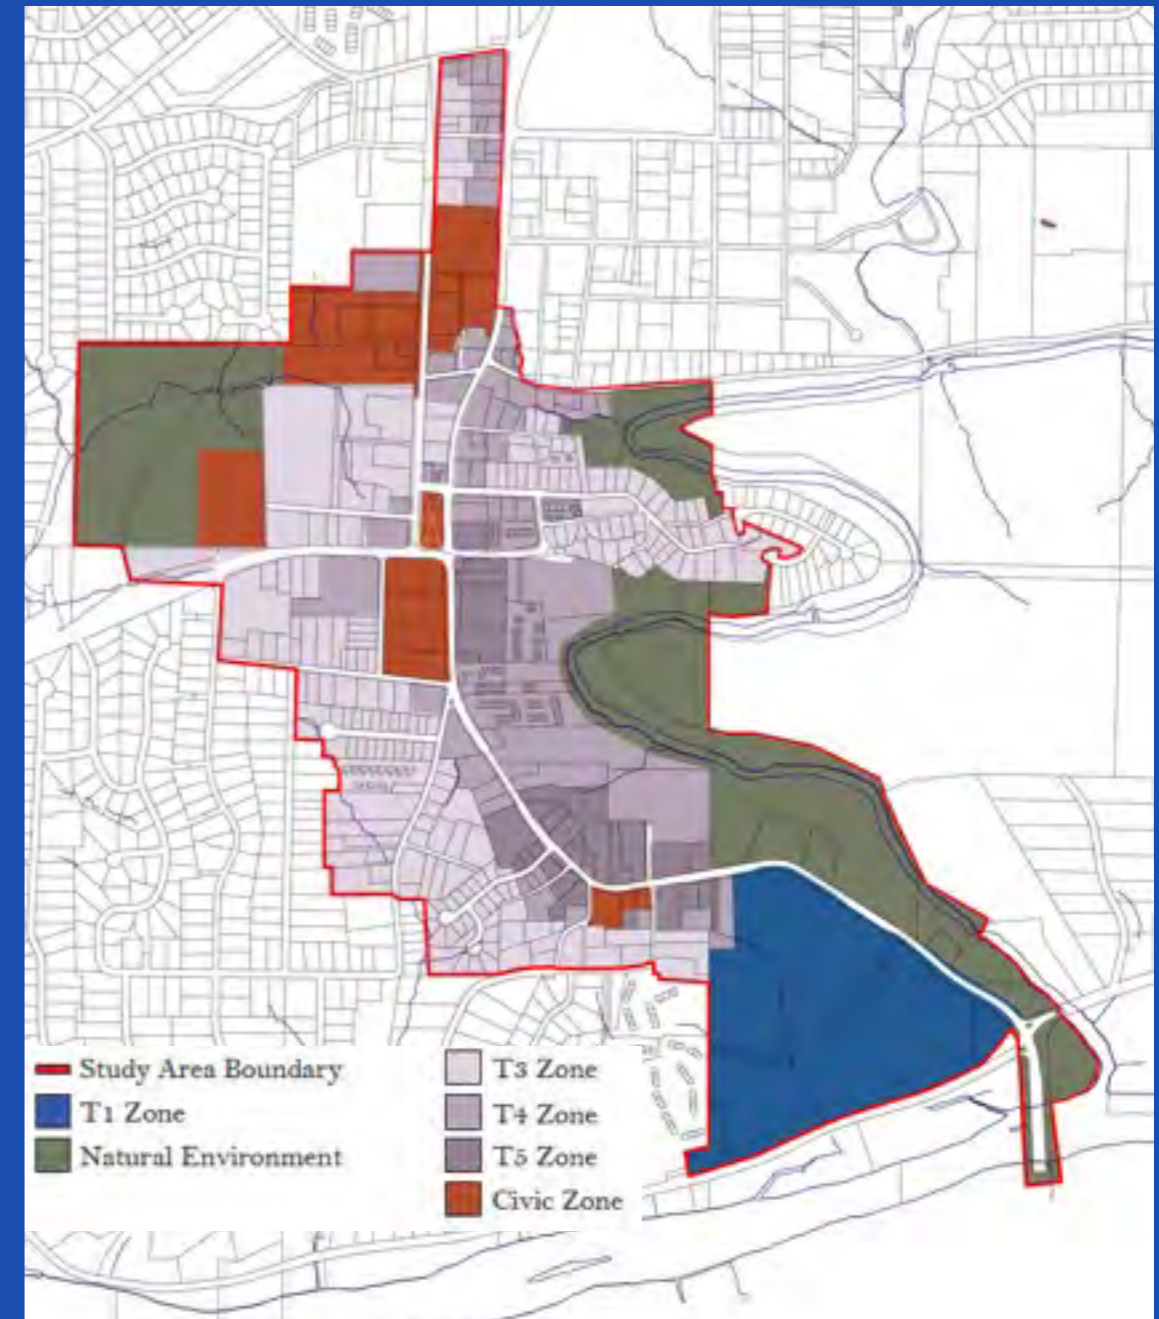 Study Area Boundary
T1 Zone
Natural Environment
T3 Zone
T4 Zone
T5 Zone
Civic Zone